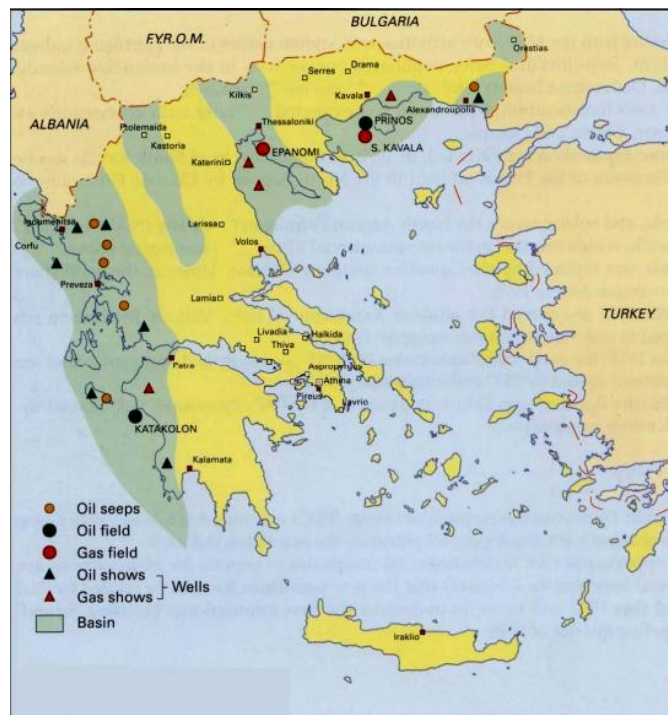 BULGARIA
FY.R.O.M.
Orestias
Drama
Serres
Kilkis
Kavala
Alexandroupolis
PRINOS
ALBANIA
Ptolemaida
Thessaloniki
Kastoria
EPANOMI
S. KAVALA
Katerini
Igoumenitsa
Larissa
Corfu
Volos
Preveza
Lamia
TURKEY
Livadia
Halkida
Thiva
Patra
Aspropyrgos
Athina
Pireus
Lavrio
KATAKOLON
Kalamata
Oil seeps
Oil field
Gas field
Oil shows
Wells
Gas shows
Basin
Iraklio